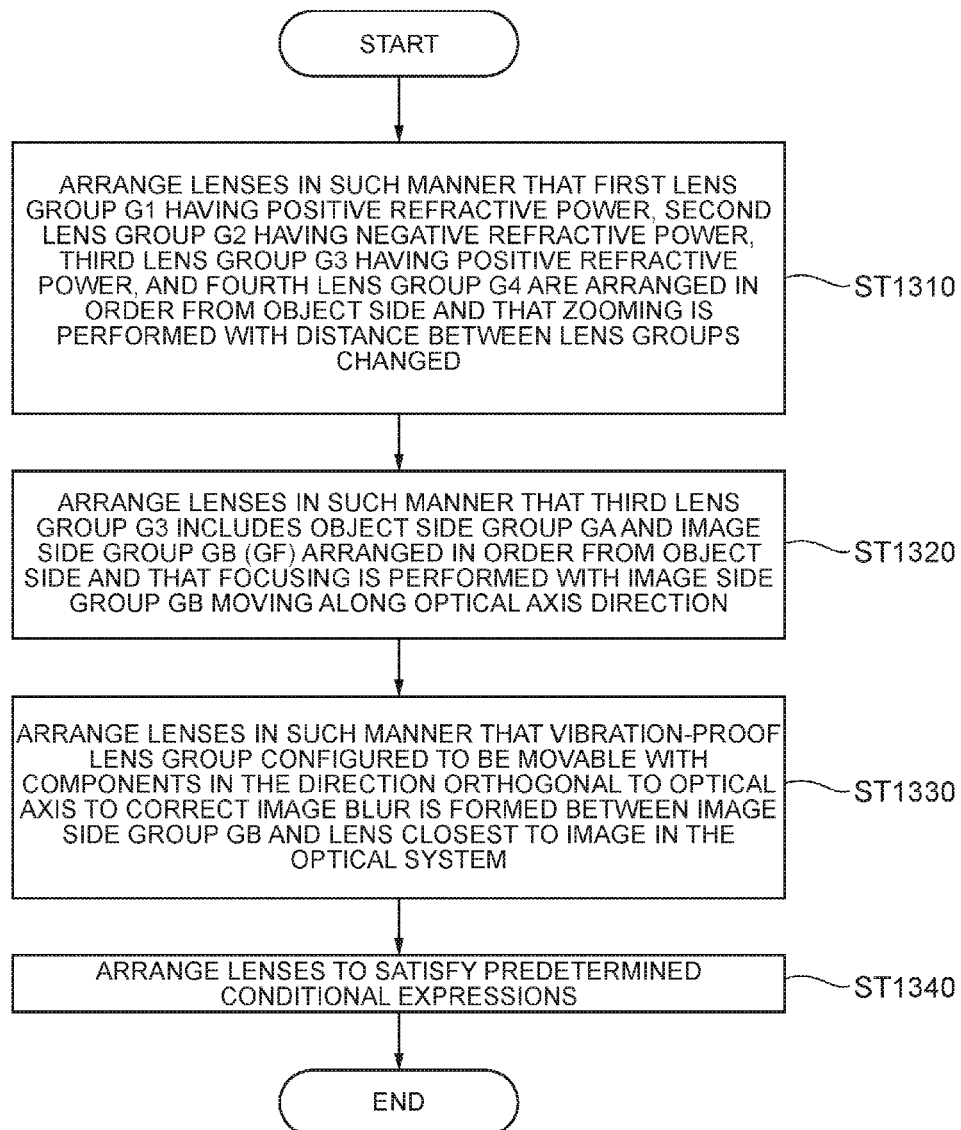 START
ARRANGE LENSES IN SUCH MANNER THAT FIRST LENS
GROUP G1 HAVING POSITIVE REFRACTIVE POWER, SECOND
LENS GROUP G2 HAVING NEGATIVE REFRACTIVE POWER,
THIRD LENS GROUP G3 HAVING POSITIVE REFRACTIVE
POWER, AND FOURTH LENS GROUP G4 ARE ARRANGED IN
ORDER FROM OBJECT SIDE AND THAT ZOOMING IS
PERFORMED WITH DISTANCE BETWEEN LENS GROUPS
CHANGED
ST1310
ARRANGE LENSES IN SUCH MANNER THAT THIRD LENS
GROUP G3 INCLUDES OBJECT SIDE GROUP GA AND IMAGE
SIDE GROUP GB (GF) ARRANGED IN ORDER FROM OBJECT
SIDE AND THAT FOCUSING IS PERFORMED WITH IMAGE SIDE
GROUP GB MOVING ALONG OPTICAL AXIS DIRECTION
ST1320
ARRANGE LENSES IN SUCH MANNER THAT VIBRATION-PROOF
LENS GROUP CONFIGURED TO BE MOVABLE WITH
COMPONENTS IN THE DIRECTION ORTHOGONAL TO OPTICAL
AXIS TO CORRECT IMAGE BLUR IS FORMED BETWEEN IMAGE
SIDE GROUP GB AND LENS CLOSEST TO IMAGE IN THE
OPTICAL SYSTEM
ST1330
ARRANGE LENSES TO SATISFY PREDETERMINED
CONDITIONAL EXPRESSIONS
ST1340
END